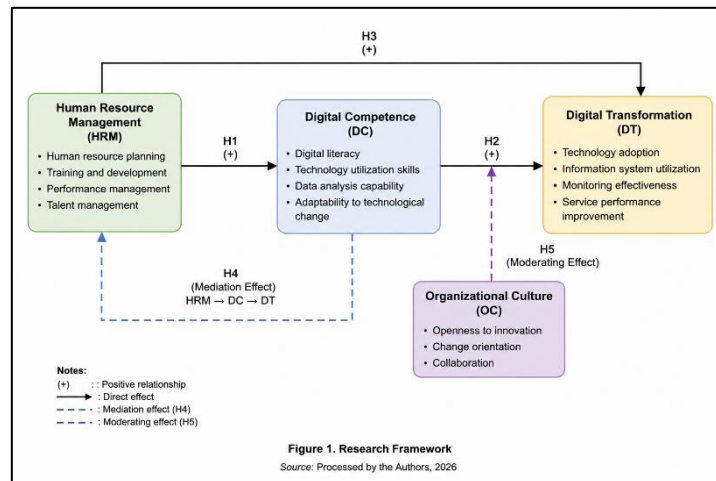 H3
(+)
Human Resource
Management
(HRM)
• Human resource planning
• Training and development
• Performance management
• Talent management
H1
(+)
Digital Competence
(DC)
• Digital literacy
• Technology utilization skills
• Data analysis capability
• Adaptability to technological
change
H2
(+)
Digital Transformation
(DT)
• Technology adoption
• Information system utilization
• Monitoring effectiveness
• Service performance
improvement
H4
(Mediation Effect)
HRM → DC → DT
H5
(Moderating Effect)
Organizational Culture
(OC)
• Openness to innovation
• Change orientation
• Collaboration
Notes:
(+) : : Positive relationship
: Direct effect
: Mediation effect (H4)
: Moderating effect (H5)
Figure 1. Research Framework
Source: Processed by the Authors, 2026